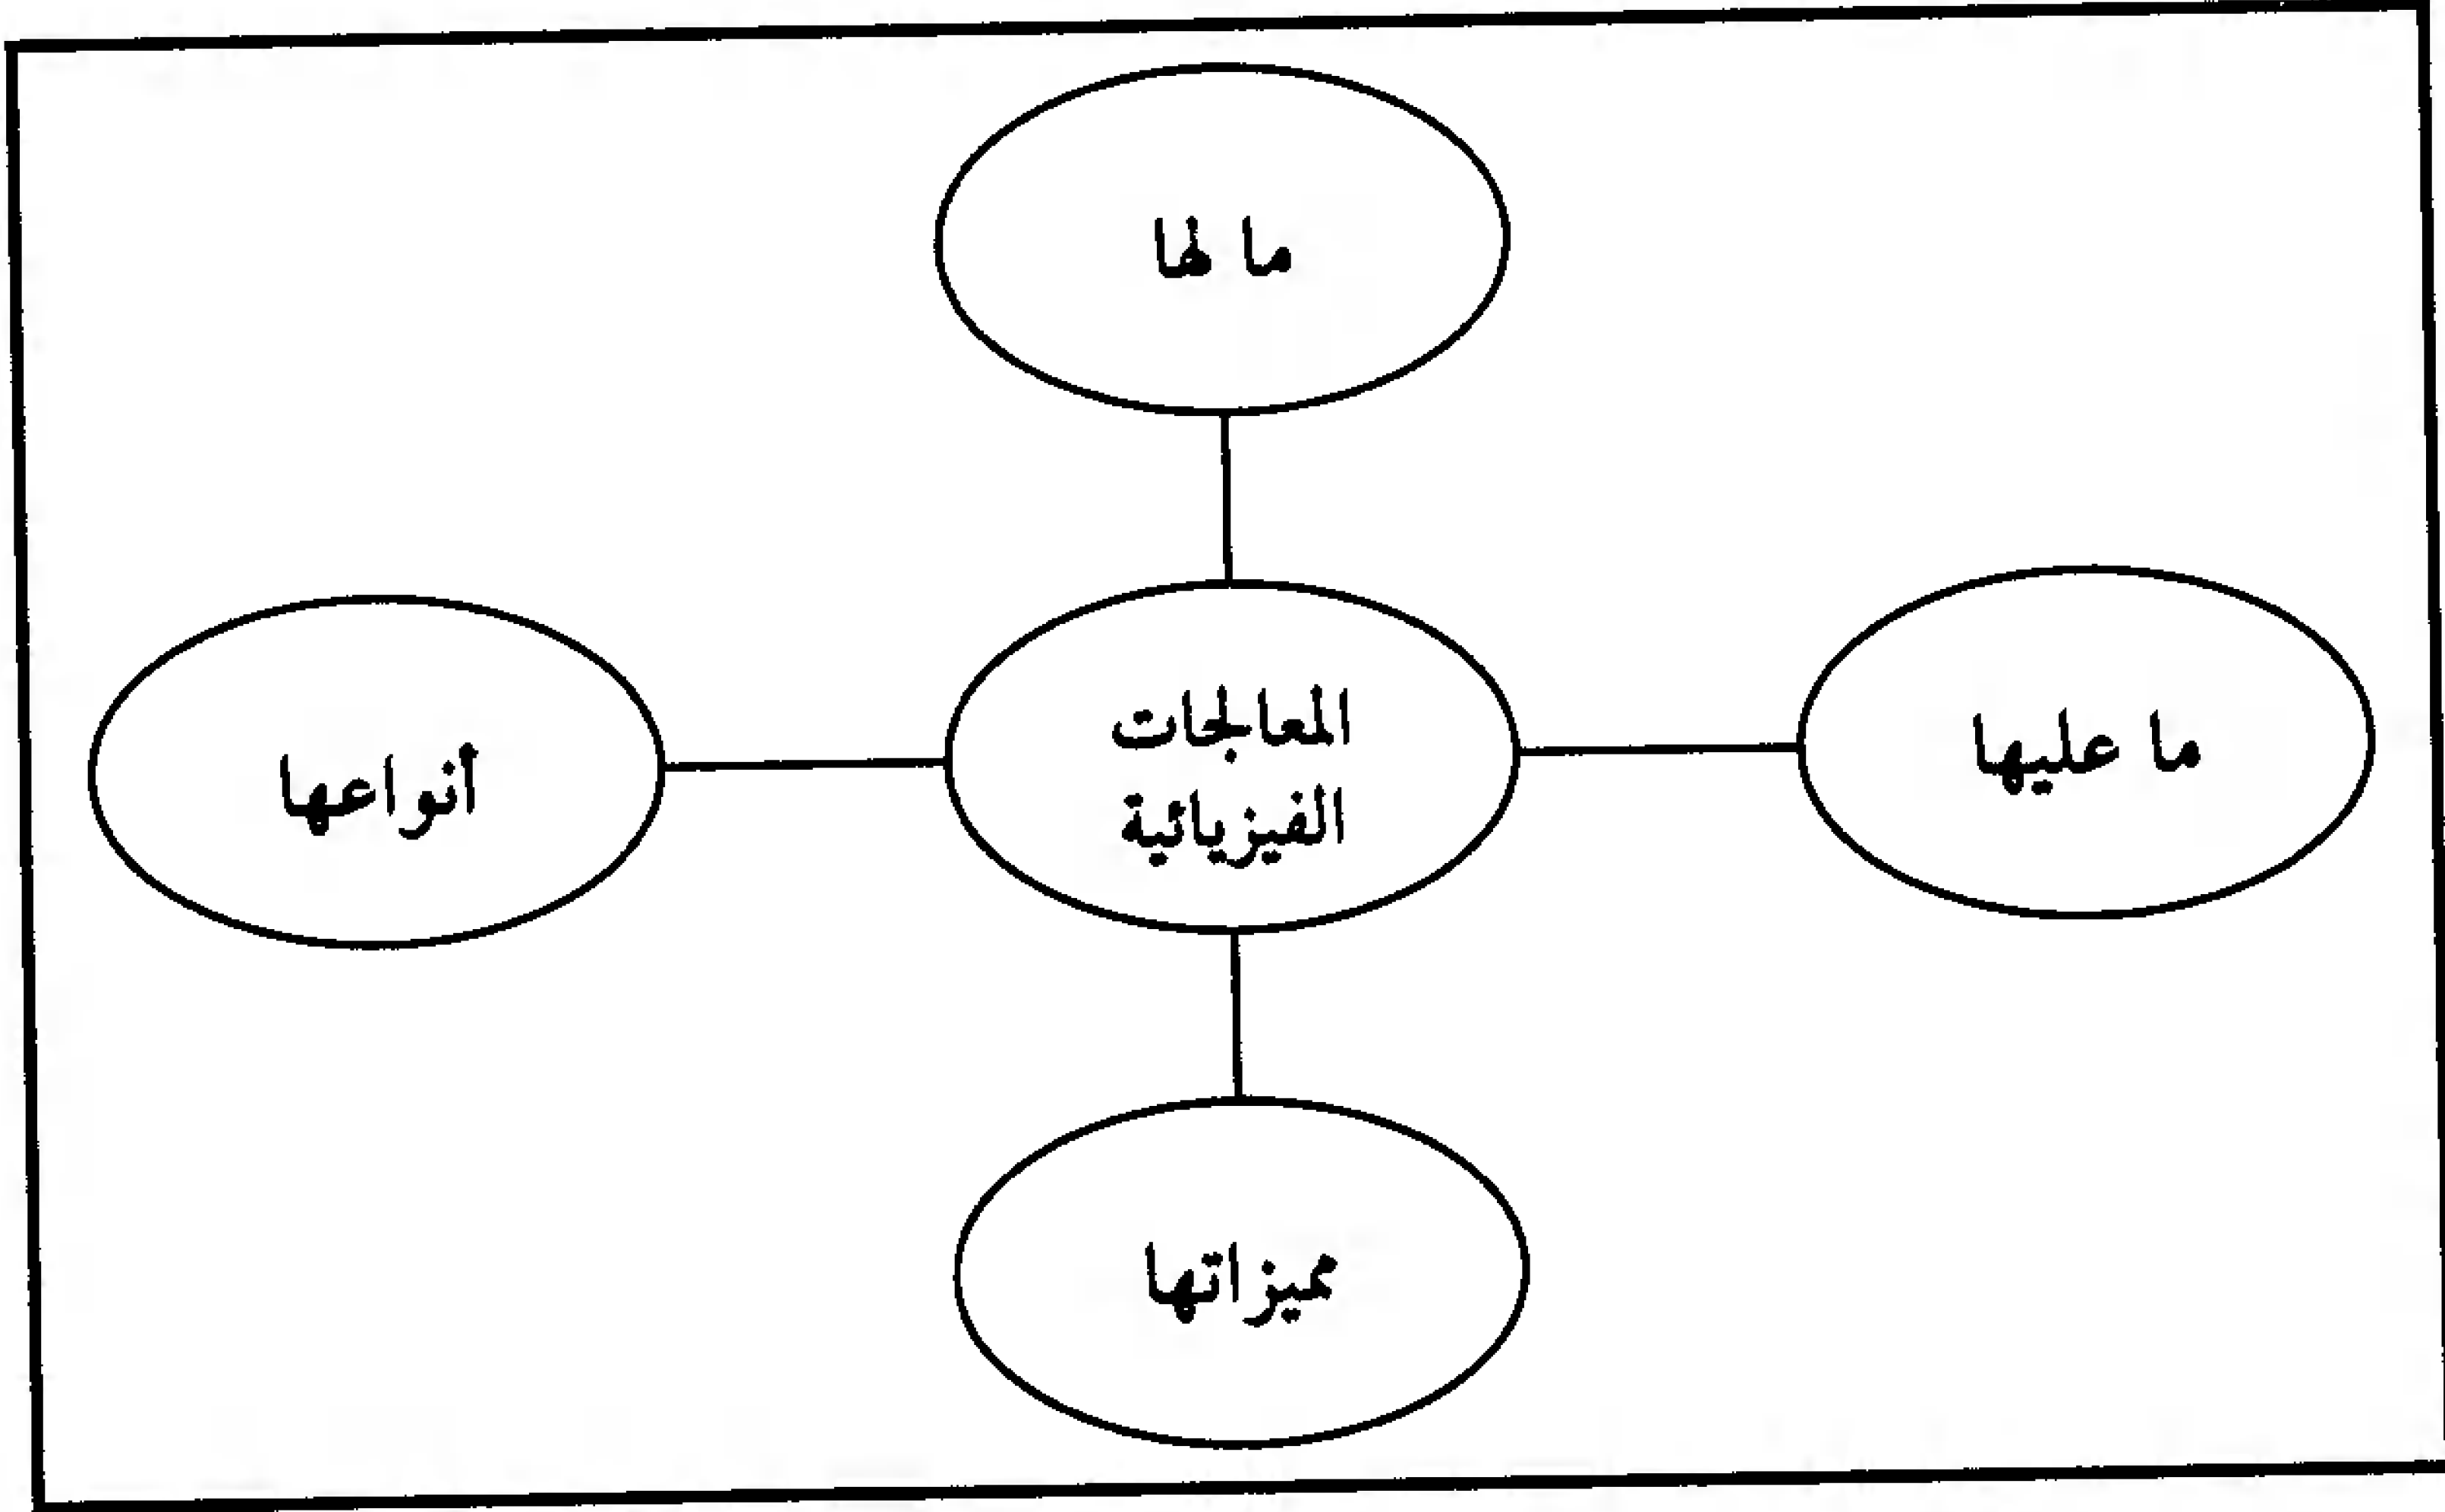 ما لها
ما عليها
المعالجات
الفيزيائية
أنواعها
مميزاتها